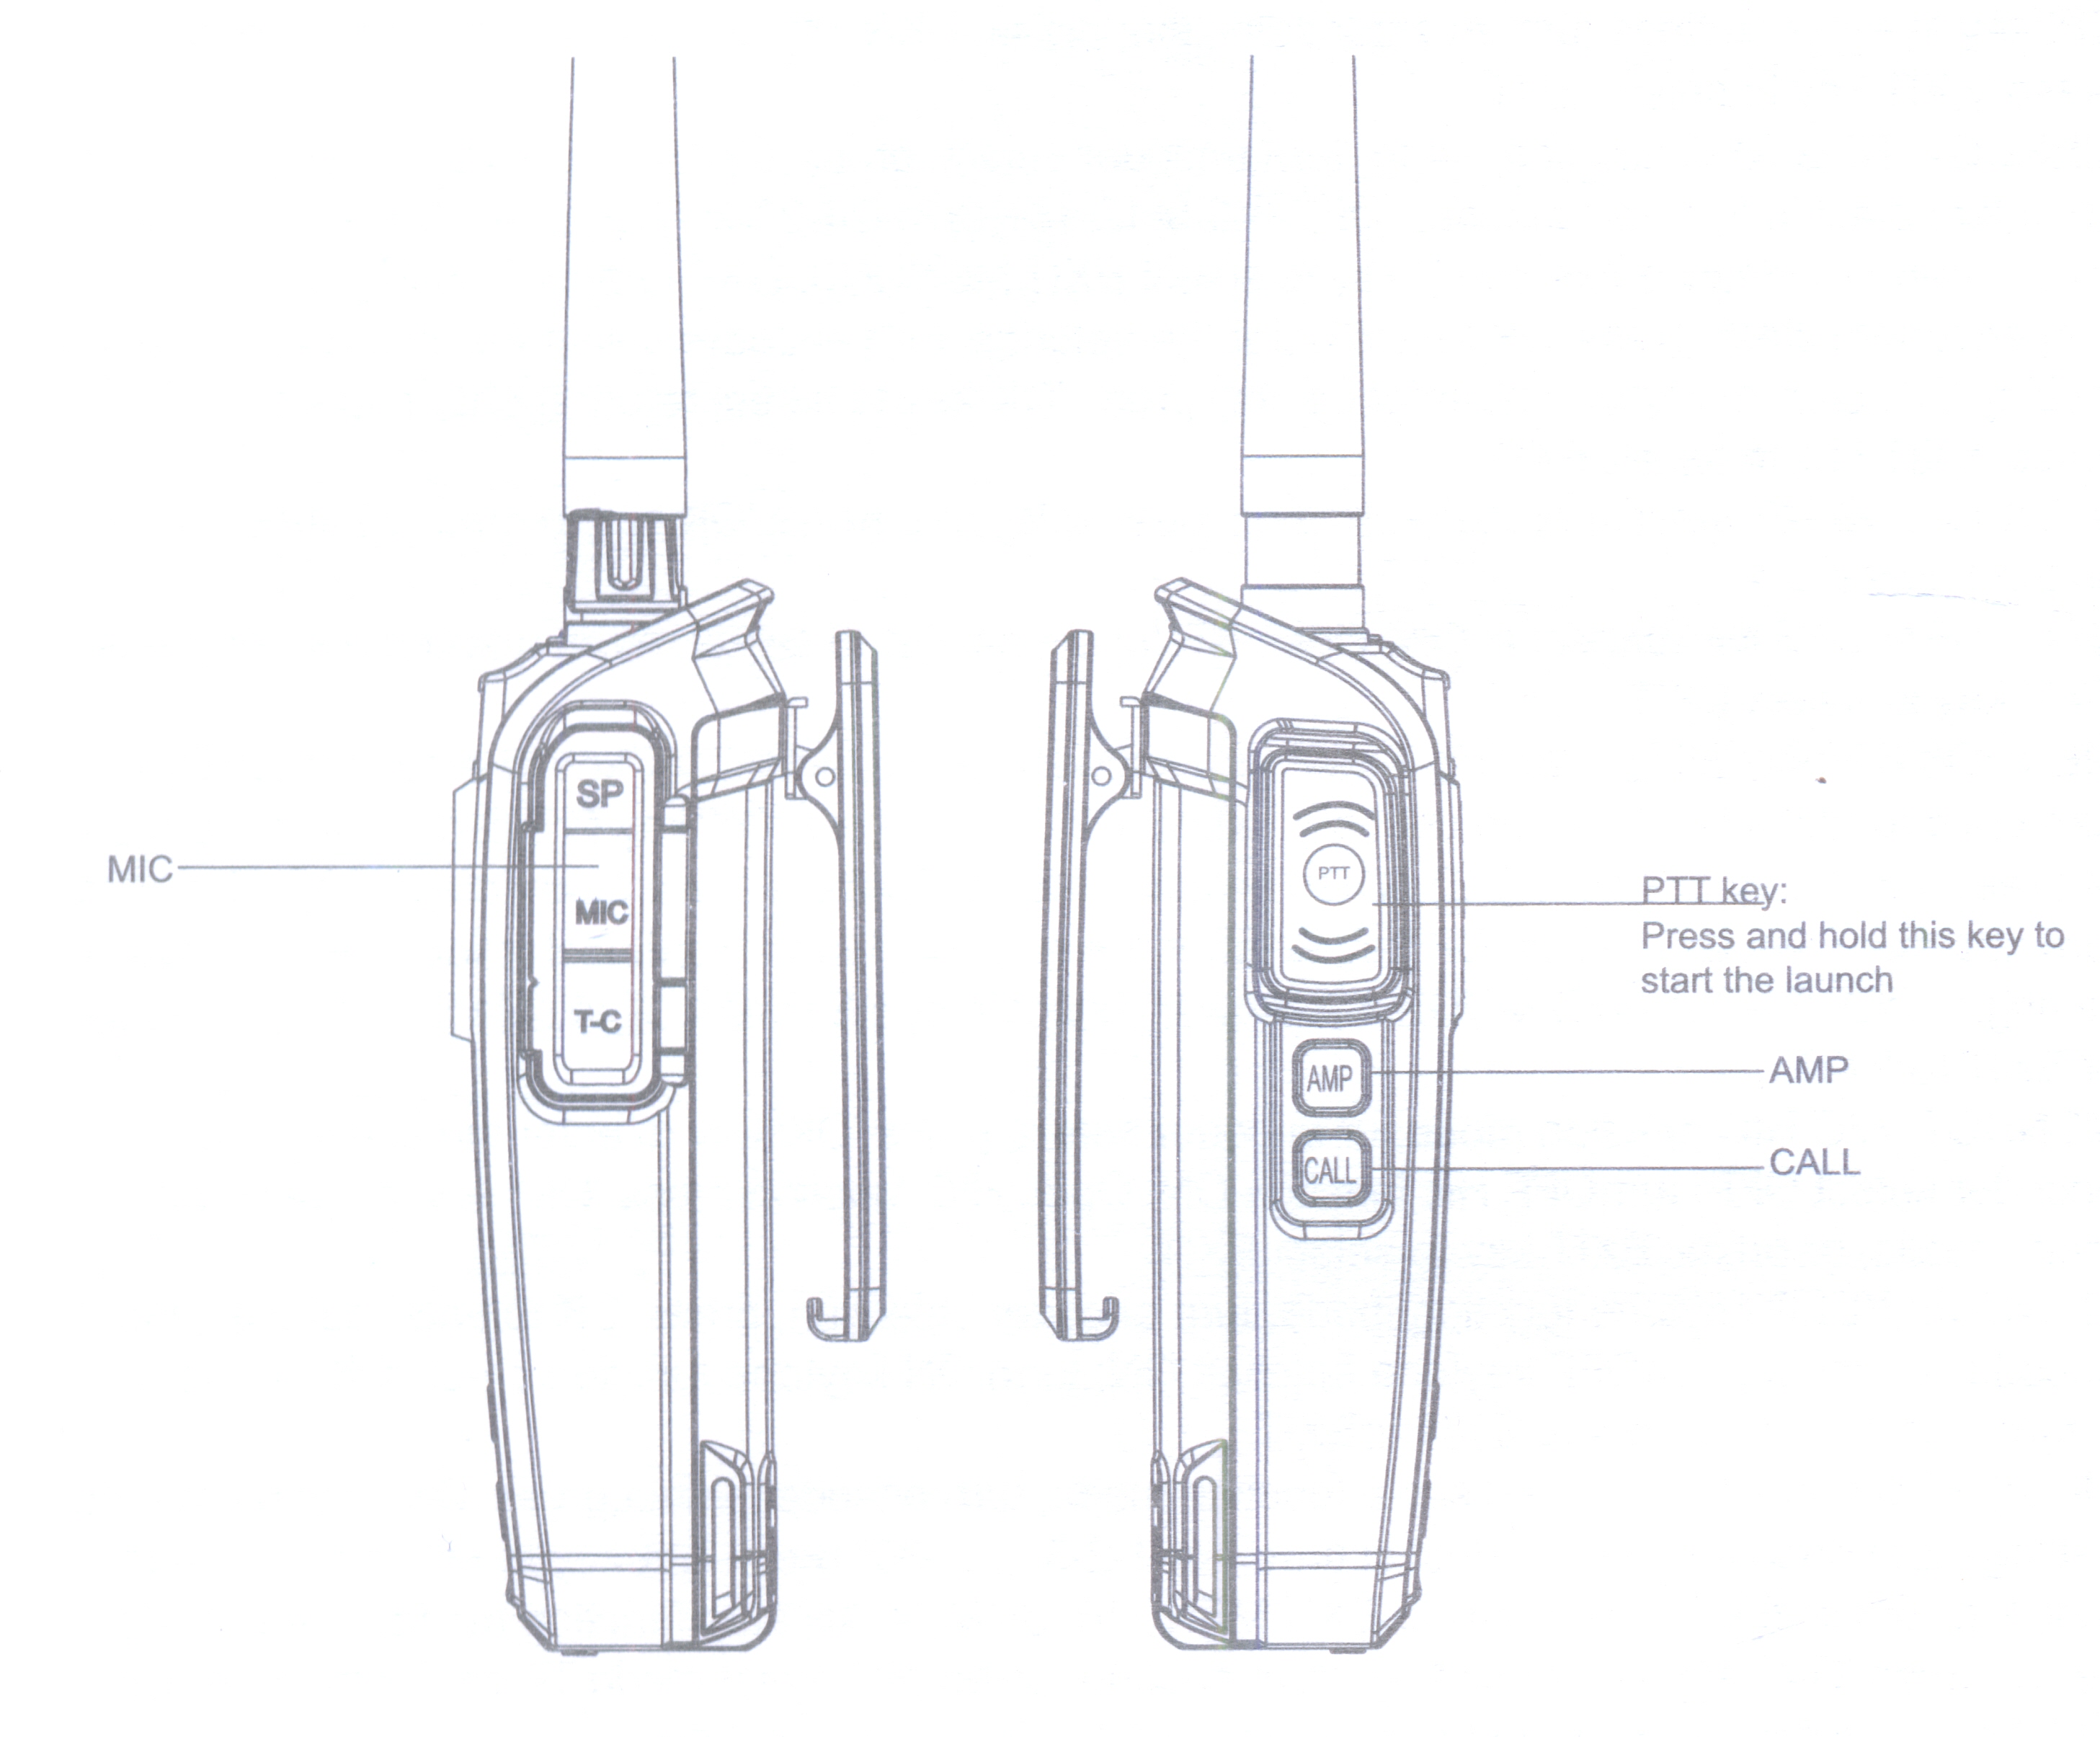 SP
MIC
MIC
T-C
PTT
PTT key:
Press and hold this key to
start the launch
AMP
AMP
CALL
CALL